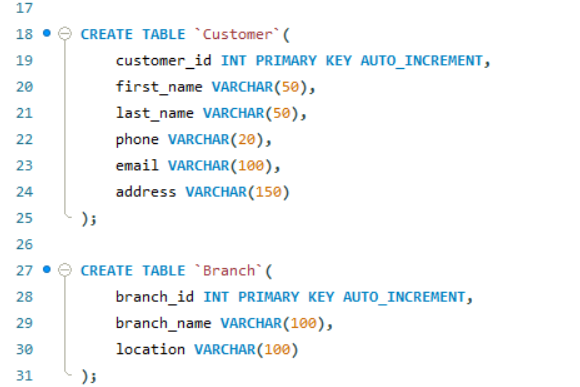 17
18 CREATE TABLE `Customer`(
19 customer_id INT PRIMARY KEY AUTO_INCREMENT,
20 first_name VARCHAR(50),
21 last_name VARCHAR(50),
22 phone VARCHAR(20),
23 email VARCHAR(100),
24 address VARCHAR(150)
25 );
26
27 CREATE TABLE `Branch`(
28 branch_id INT PRIMARY KEY AUTO_INCREMENT,
29 branch_name VARCHAR(100),
30 location VARCHAR(100)
31 );